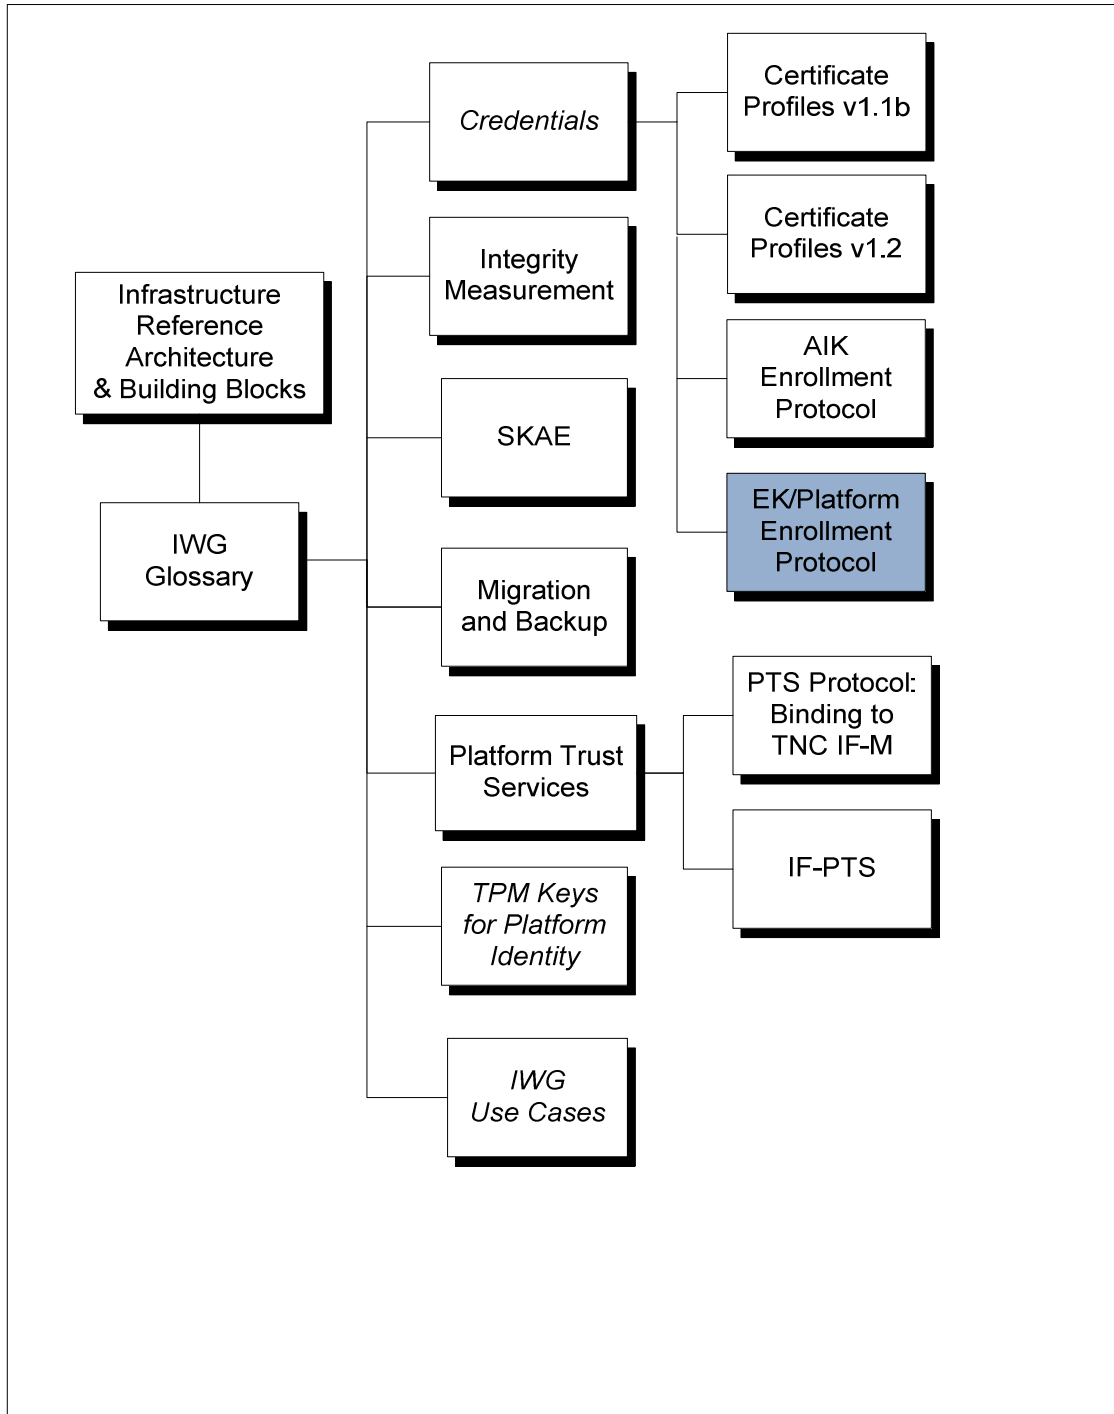 Infrastructure
Reference
Architecture
& Building Blocks
IWG
Glossary
Credentials
Integrity
Measurement
SKAE
Migration
and Backup
Platform Trust
Services
TPM Keys
for Platform
Identity
IWG
Use Cases
Certificate
Profiles v1.1b
Certificate
Profiles v1.2
AIK
Enrollment
Protocol
EK/Platform
Enrollment
Protocol
PTS Protocol:
Binding to
TNC IF-M
IF-PTS